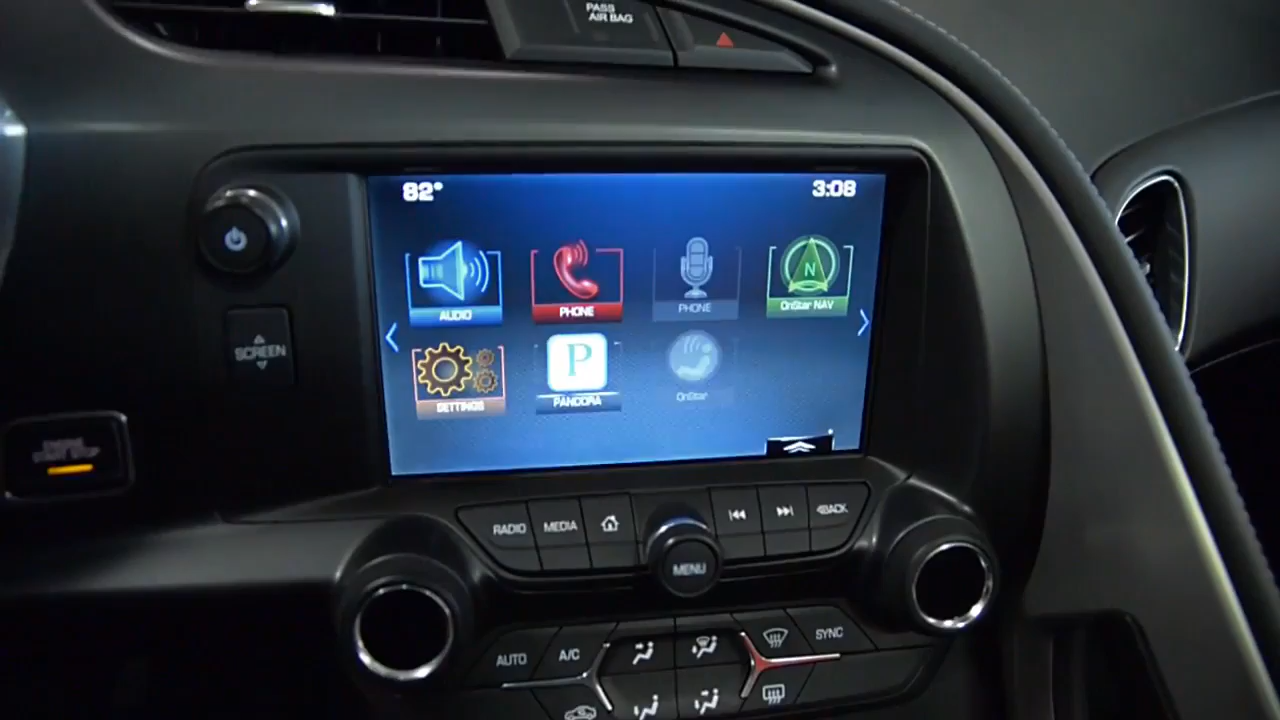 PASS
AIR BAG
82°
3:08
AUDIO
PHONE
PHONE
N
OnStar NAV
SCREEN
SETTINGS
P
PANDORA
OnStar
RADIO
MEDIA
BACK
MENU
AUTO
A/C
SYNC